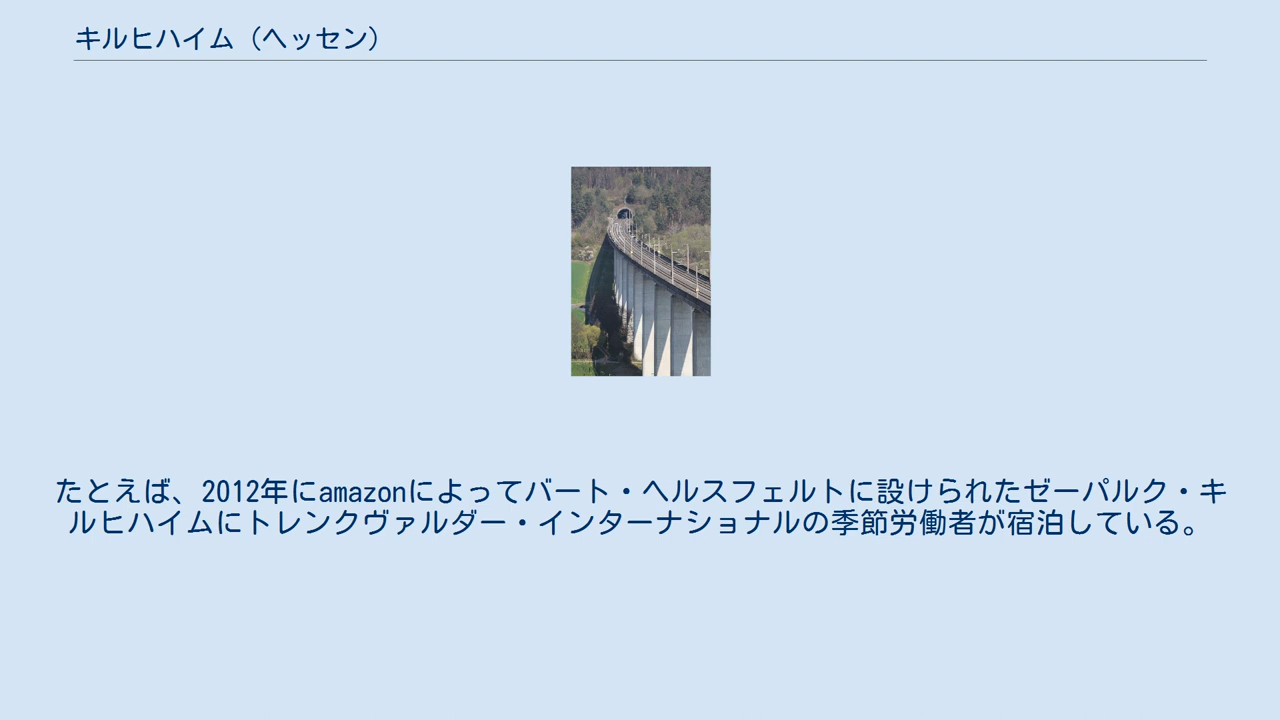 キルヒハイム（ヘッセン）
たとえば、2012年にamazonによってバート・ヘルスフェルトに設けられたゼーパルク・キ
ルヒハイムにトレンクヴァルダー・インターナショナルの季節労働者が宿泊している。